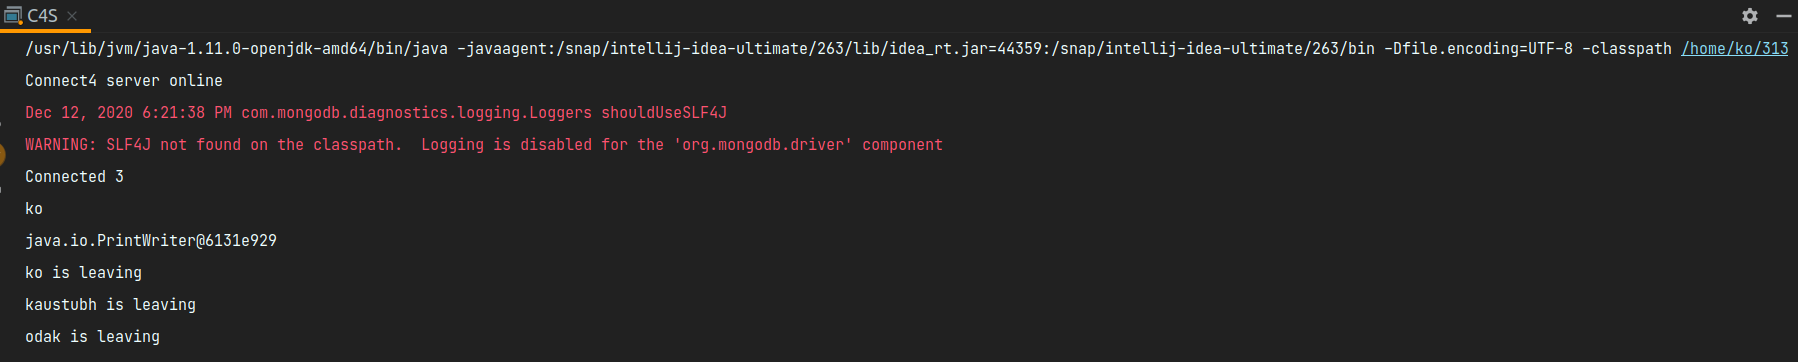 C4S
/usr/lib/jvm/java-1.11.0-openjdk-amd64/bin/java -javaagent:/snap/intellij-idea-ultimate/263/lib/idea_rt.jar=44359:/snap/intellij-idea-ultimate/263/bin -Dfile.encoding=UTF-8 -classpath /home/ko/313
Connect4 server online
Dec 12, 2020 6:21:38 PM com.mongodb.diagnostics.logging.Loggers shouldUseSLF4J
WARNING: SLF4J not found on the classpath.  Logging is disabled for the 'org.mongodb.driver' component
Connected 3
ko
java.io.PrintWriter@6131e929
ko is leaving
kaustubh is leaving
odak is leaving